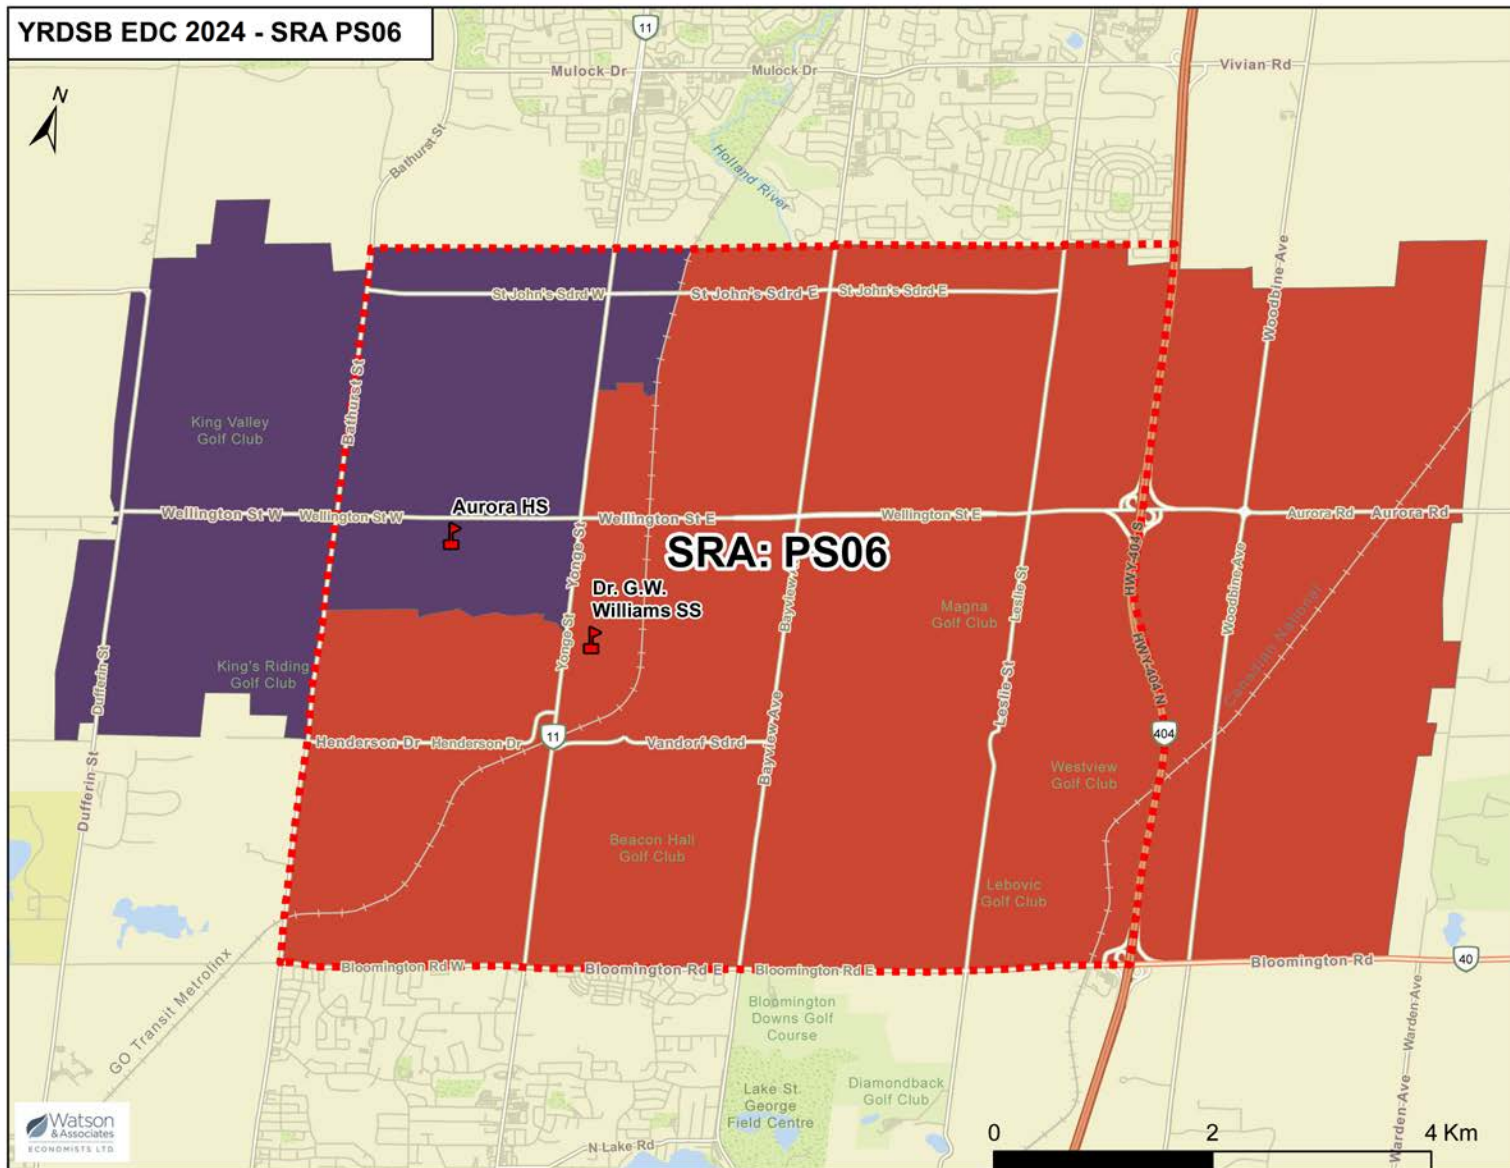 YRDSB EDC 2024 - SRA PS06
11
Mulock Dr
Mulock Dr
Vivian Rd
N
Bathurst St
Holland River
Woodbine Ave
St John's Sdrd W
St John's Sdrd E
St John's Sdrd E
Bathurst St
King Valley
Golf Club
Wellington St W
Wellington St W
Aurora HS
Wellington St E
Wellington St E
Aurora Rd
Aurora Rd
Yonge St
SRA: PS06
HWY-404 S
Dr. G.W.
Williams SS
Bayview A
Magna
Golf Club
Leslie St
Woodbine Ave
Canadian National
Yonge St
King's Riding
Golf Club
Dufferin St
HWY-404 N
Leslie St
Henderson Dr
Henderson Dr
11
Vandorf Sdrd
Bayview Ave
404
Westview
Golf Club
Dufferin St
Beacon Hall
Golf Club
Lebovic
Golf Club
GO Transit Metrolinx
Bloomington Rd W
Bloomington Rd E
Bloomington Rd E
Bloomington Rd
40
Bloomington
Downs Golf
Course
Warden Ave
Warden Ave
Diamondback
Golf Club
Lake St.
George
Field Centre
N Lake Rd
Watson
& Associates
ECONOMISTS LTD.
0
2
4 Km